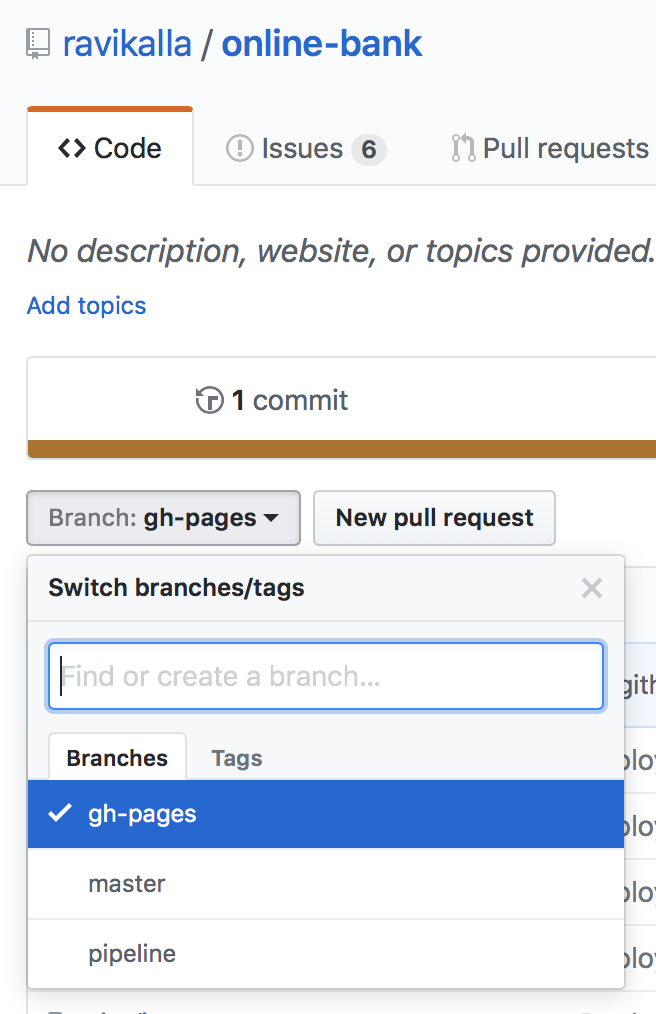 ravikalla / online-bank
Code Issues 6 Pull requests
No description, website, or topics provided.
Add topics
1 commit
Branch: gh-pages New pull request
Switch branches/tags
Find or create a branch...
Branches Tags
gh-pages
master
pipeline